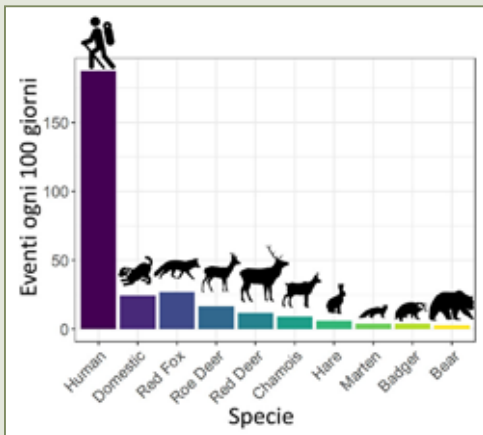 Eventi ogni 100 giorni
150
100
50
0
Human
Domestic
Red Fox
Roe Deer
Red Deer
Chamois
Hare
Marten
Badger
Bear
Specie